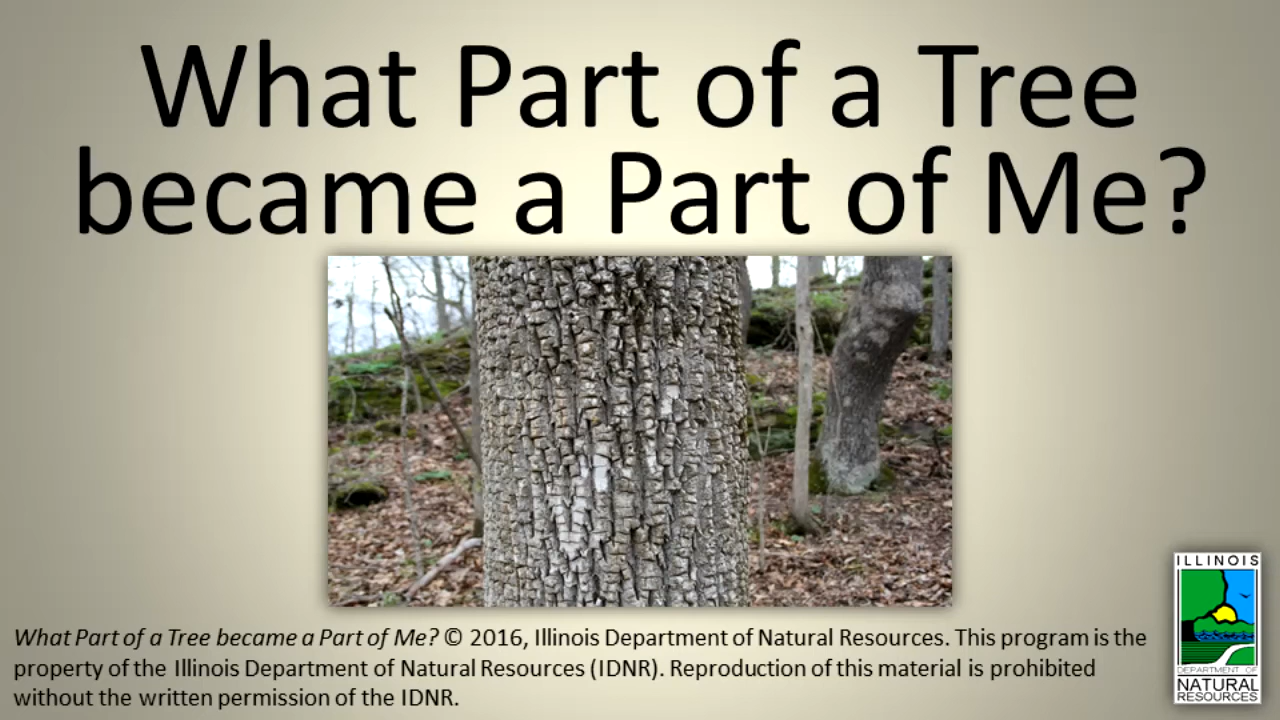 What Part of a Tree
became a Part of Me?
What Part of a Tree became a Part of Me? © 2016, Illinois Department of Natural Resources. This program is the
property of the Illinois Department of Natural Resources (IDNR). Reproduction of this material is prohibited
without the written permission of the IDNR.
ILLINOIS
DEPARTMENT OF
NATURAL
RESOURCES